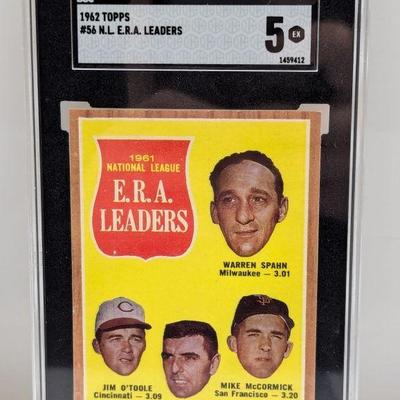 1962 TOPPS
#56 N.L. E.R.A. LEADERS
5 EX
1459412
1961
NATIONAL LEAGUE
E.R.A.
LEADERS
WARREN SPAHN
Milwaukee — 3.01
JIM O'TOOLE
Cincinnati — 3.09
MIKE McCORMICK
San Francisco — 3.20